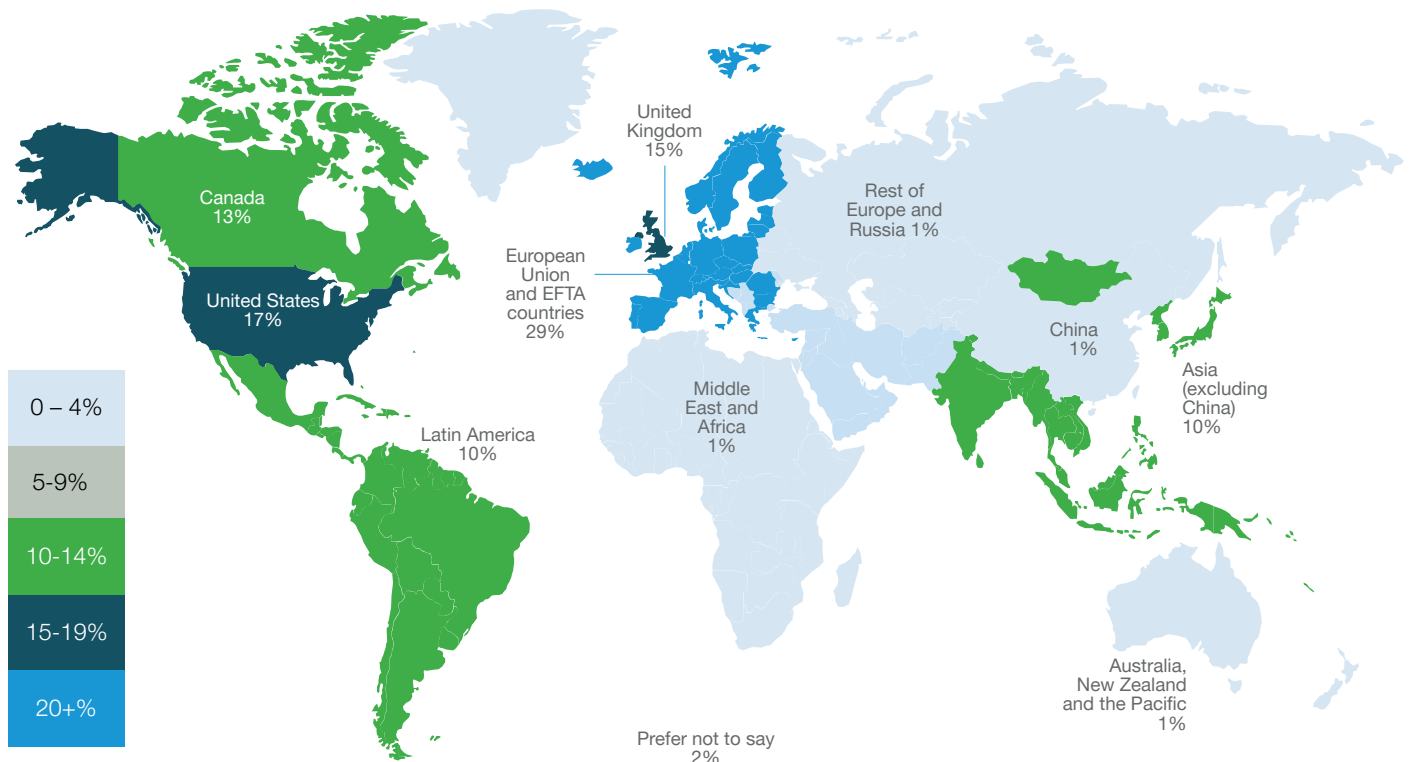 United
Kingdom
15%
Canada
13%
Rest of
Europe and
Russia 1%
European
Union
and EFTA
countries
29%
United States
17%
China
1%
Asia
(excluding
China)
10%
Middle
East and
Africa
1%
Latin America
10%
0 – 4%
5-9%
10-14%
15-19%
20+%
Australia,
New Zealand
and the Pacific
1%
Prefer not to say
2%